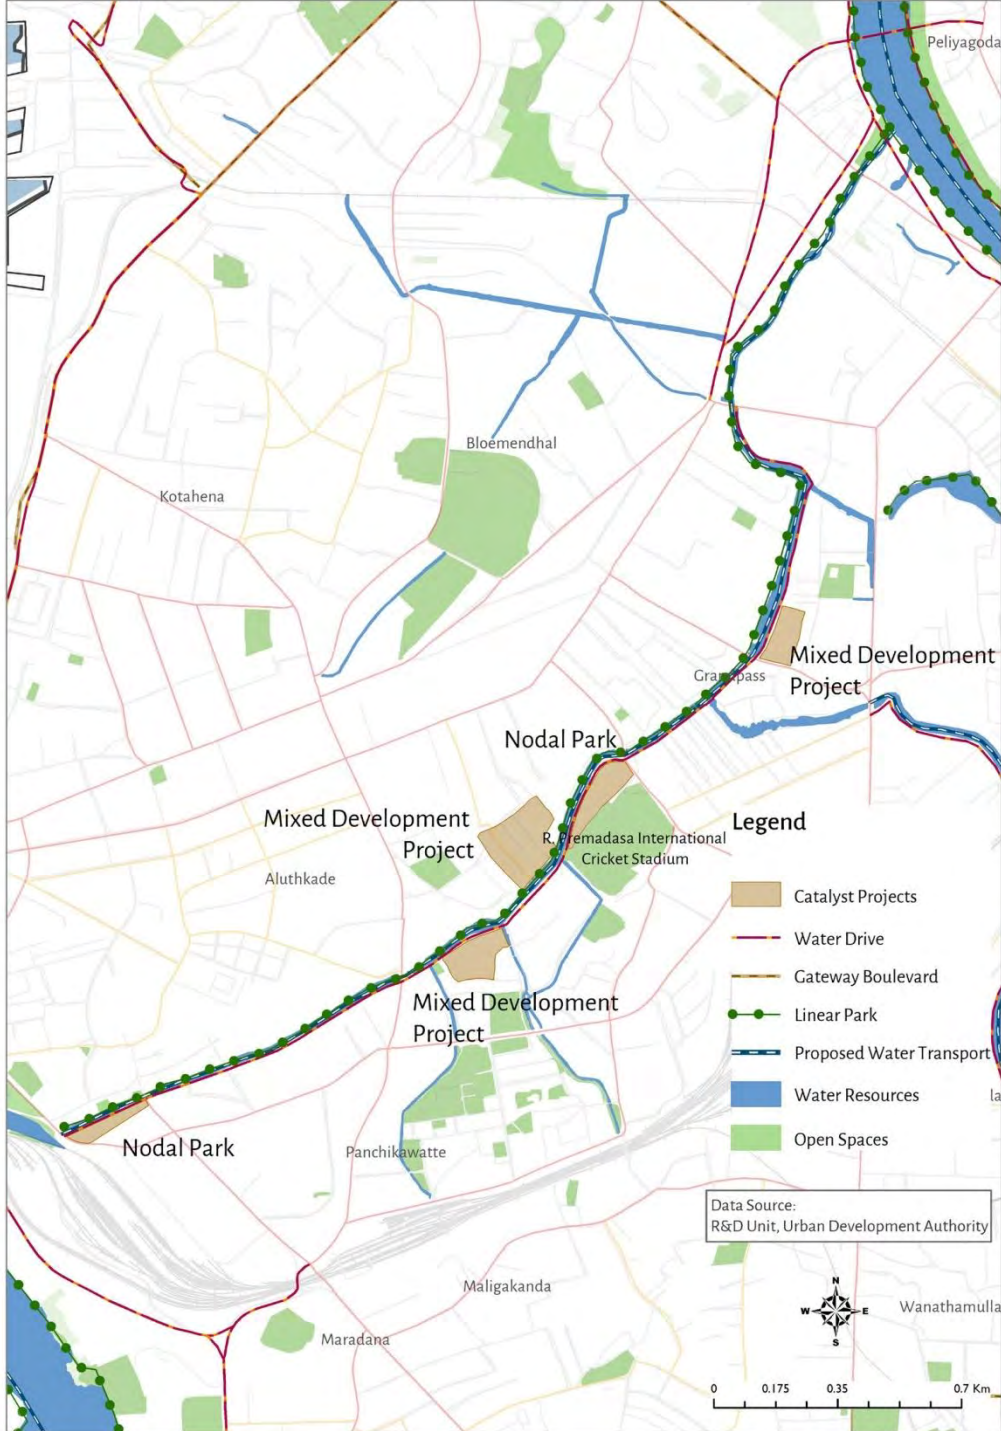 Peliyagoda
Bloemendhal
Kotahena
Mixed Development
Project
Grandpass
Nodal Park
Mixed Development
Project
R. Premadasa International
Cricket Stadium
Aluthkade
Mixed Development
Project
Nodal Park
Panchikawatte
Maligakanda
Maradana
Wanathamulla
Legend
Catalyst Projects
Water Drive
Gateway Boulevard
Linear Park
Proposed Water Transport
Water Resources
Open Spaces
la
Data Source:
R&D Unit, Urban Development Authority
N
W E
S
0 0.175 0.35 0.7 Km